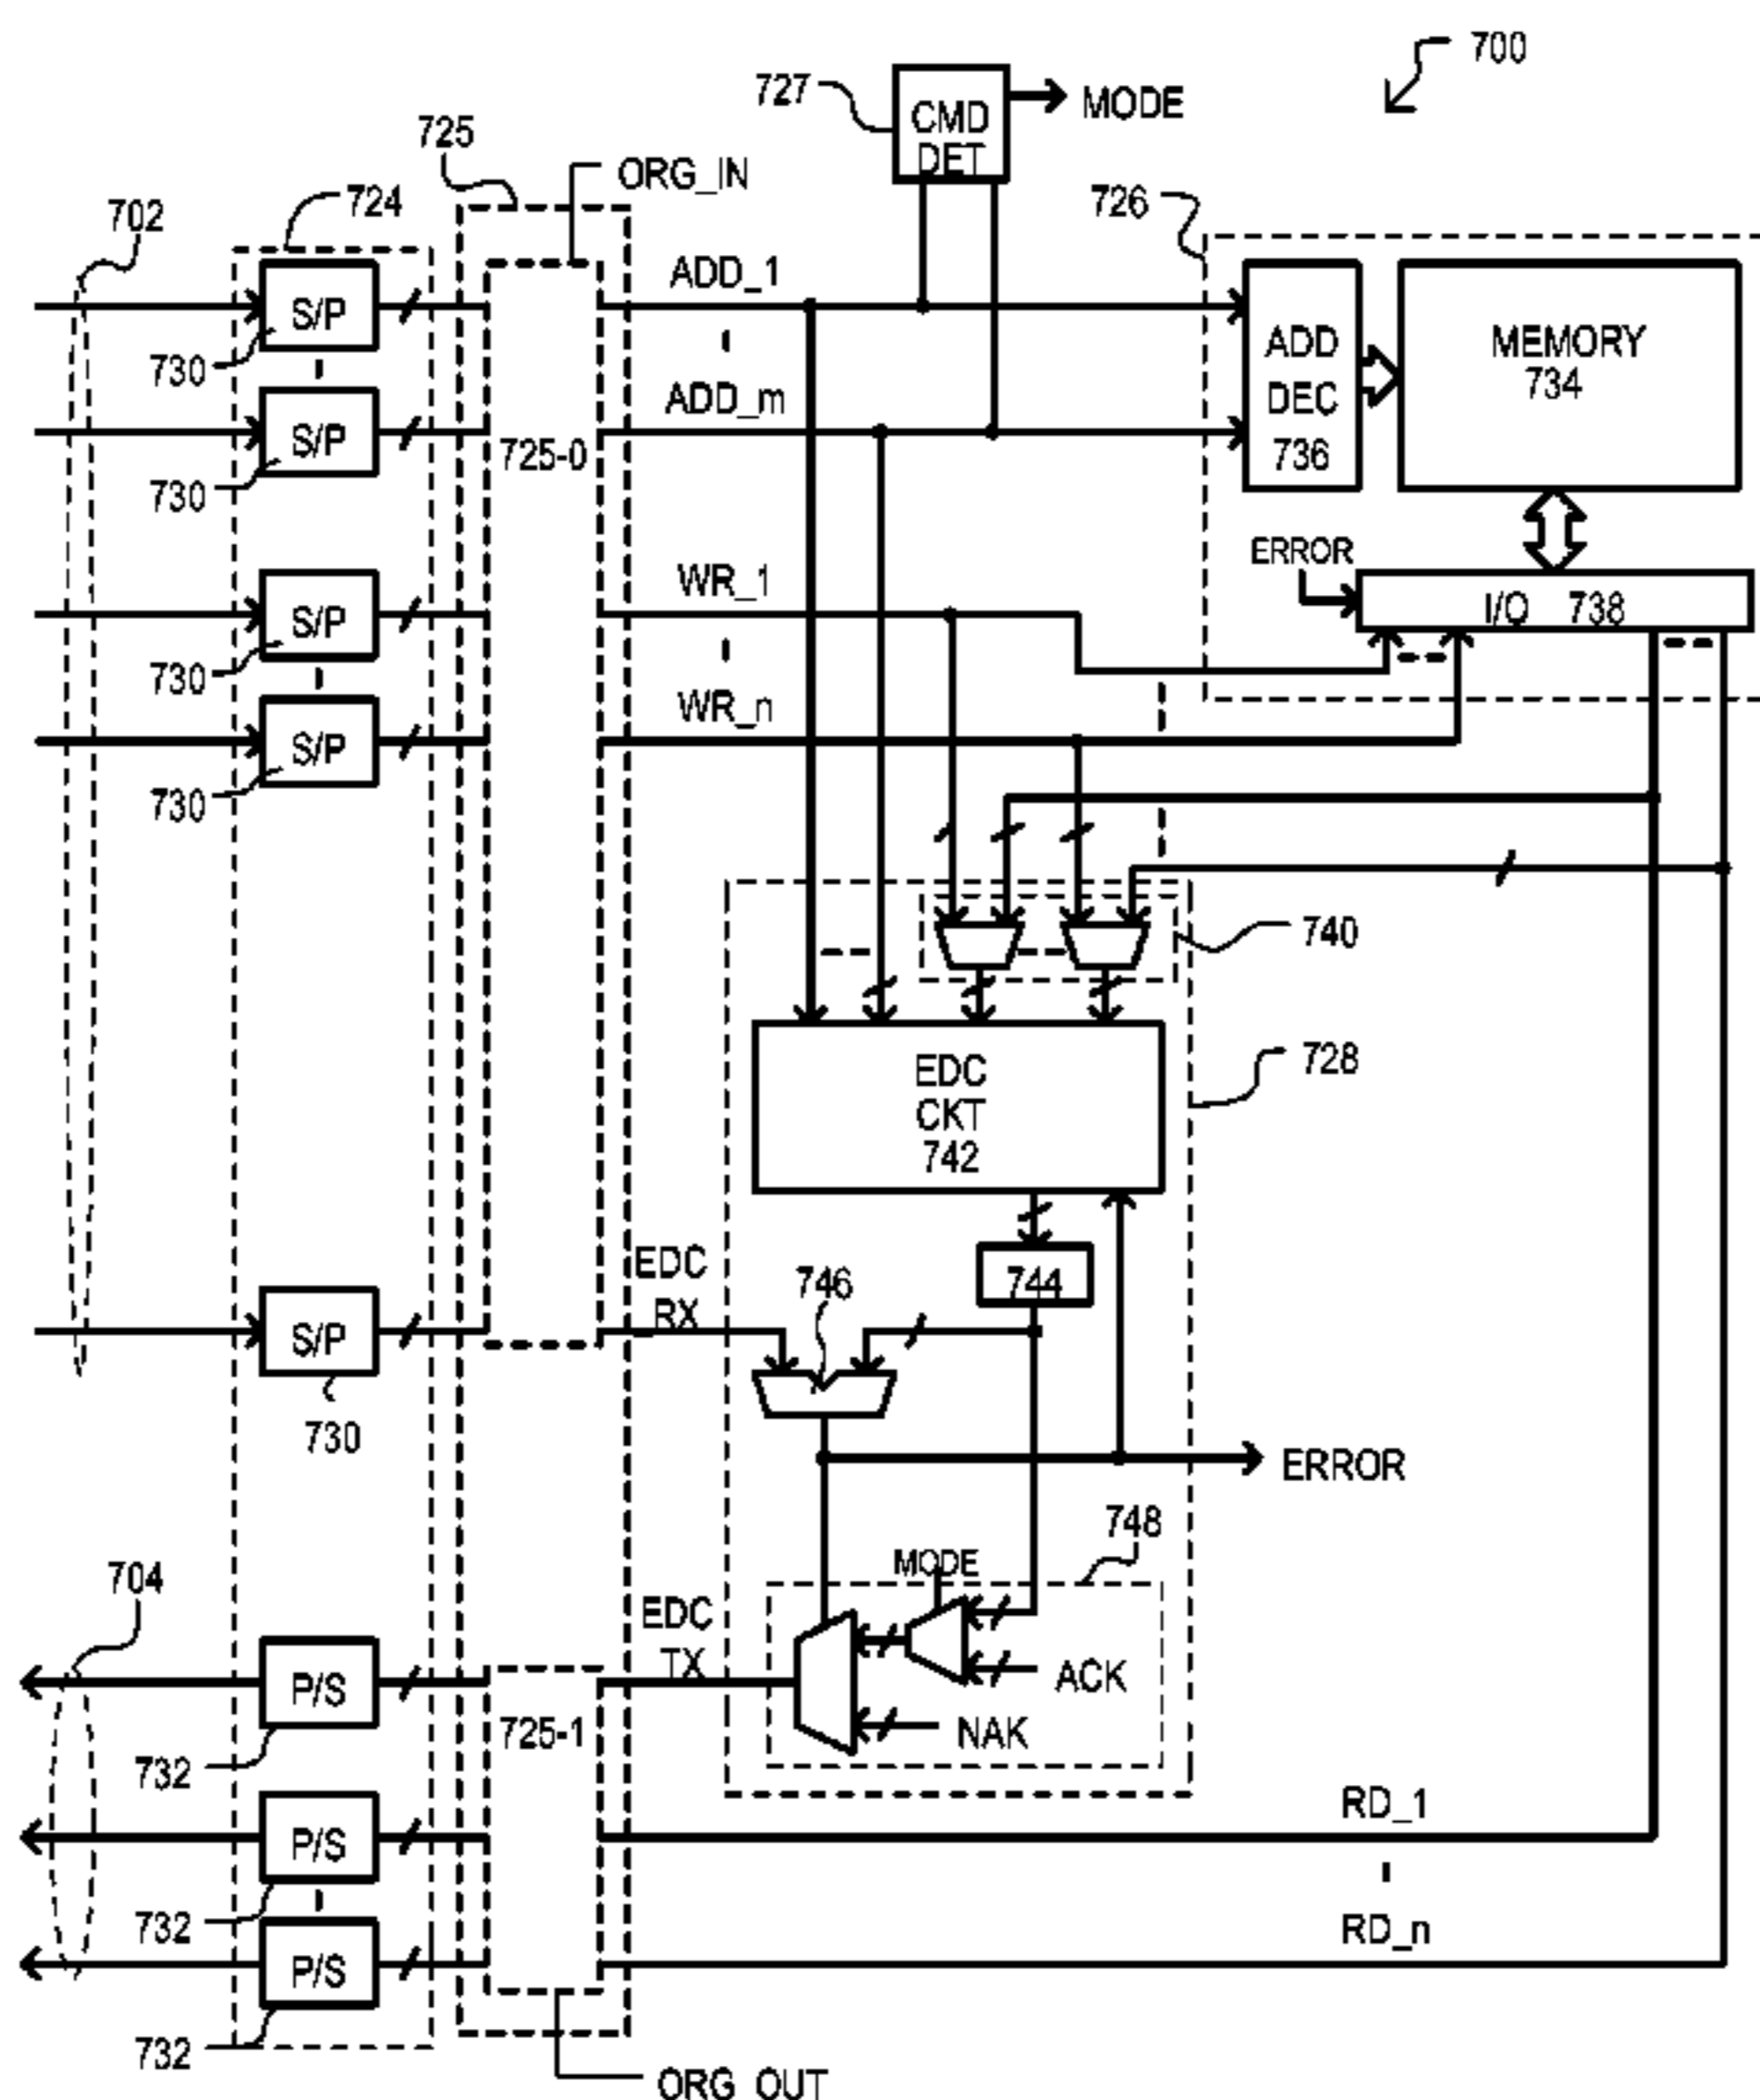 700
727
CMD
DET
MODE
725
ORG_IN
724
702
726
S/P
730
ADD_1
ADD
DEC
736
MEMORY
734
S/P
730
ADD_m
725-0
ERROR
I/O 738
S/P
730
WR_1
S/P
730
WR_n
740
EDC
CKT
742
728
744
746
EDC
_RX
S/P
730
ERROR
748
MODE
704
EDC
TX
P/S
732
725-1
ACK
NAK
P/S
732
RD_1
P/S
732
RD_n
ORG_OUT